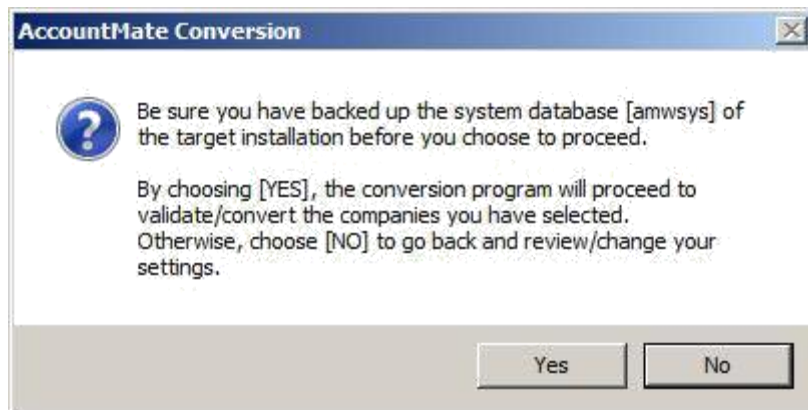 AccountMate Conversion
Be sure you have backed up the system database [amwsys] of
the target installation before you choose to proceed.
By choosing [YES], the conversion program will proceed to
validate/convert the companies you have selected.
Otherwise, choose [NO] to go back and review/change your
settings.
Yes
No